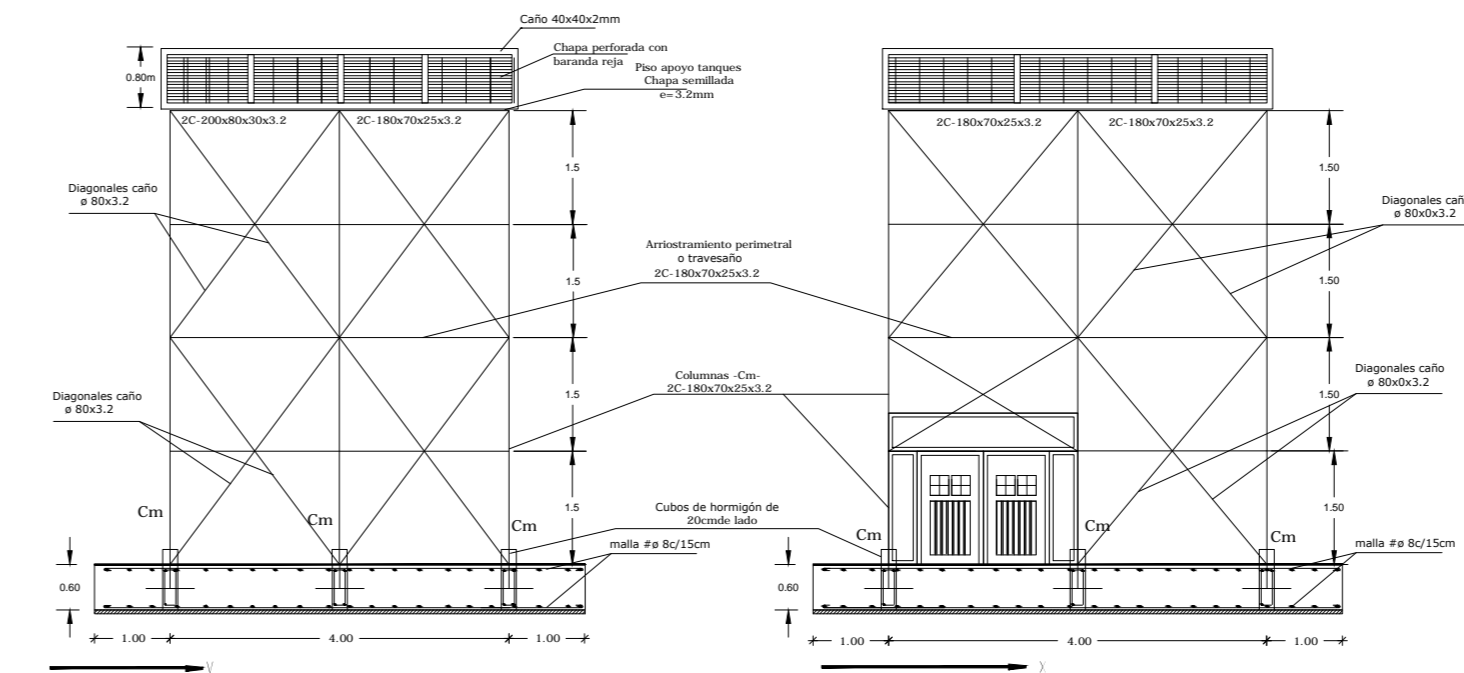 Caño 40x40x2mm
Chapa perforada con
baranda reja
Piso apoyo tanques
Chapa semillada
e=3.2mm
0.80m
2C-200x80x30x3.2
2C-180x70x25x3.2
2C-180x70x25x3.2
2C-180x70x25x3.2
1.5
1.50
Diagonales caño
ø 80x3.2
Diagonales cañ
ø 80x0x3.2
Arriostramiento perimetral
o travesaño
2C-180x70x25x3.2
1.5
1.50
Columnas -Cm-
2C-180x70x25x3.2
Diagonales caño
ø 80x3.2
Diagonales caño
ø 80x0x3.2
1.5
1.50
Cm
Cm
Cm
Cubos de hormigón de
20cmde lado
malla #ø 8c/15cm
1.5
Cm
Cm
Cm
malla #ø 8c/15cm
1.50
0.60
0.60
1.00
4.00
1.00
1.00
4.00
1.00
Y
X